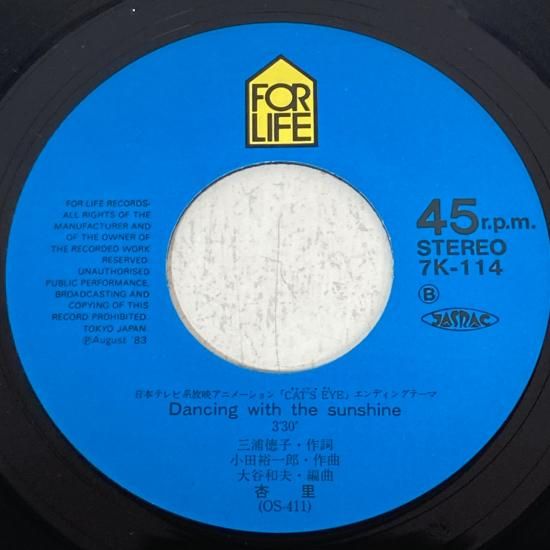 FOR
LIFE
FOR LIFE RECORDS·
ALL RIGHTS OF THE
MANUFACTURER AND
OF THE OWNER OF
THE RECORDED WORK
RESERVED.
UNAUTHORISED
PUBLIC PERFORMANCE,
BROADCASTING AND
COPYING OF THIS
RECORD PROHIBITED.
TOKYO JAPAN.
ⓅAugust '83
45r.p.m.
STEREO
7K-114
Ⓑ
JASRAC
日本テレビ系放映アニメーション「CAT'S EYE」エンディングテーマ
Dancing with the sunshine
3'30"
三浦徳子・作詞
小田裕一郎・作曲
大谷和夫・編曲
杏里
(OS-411)